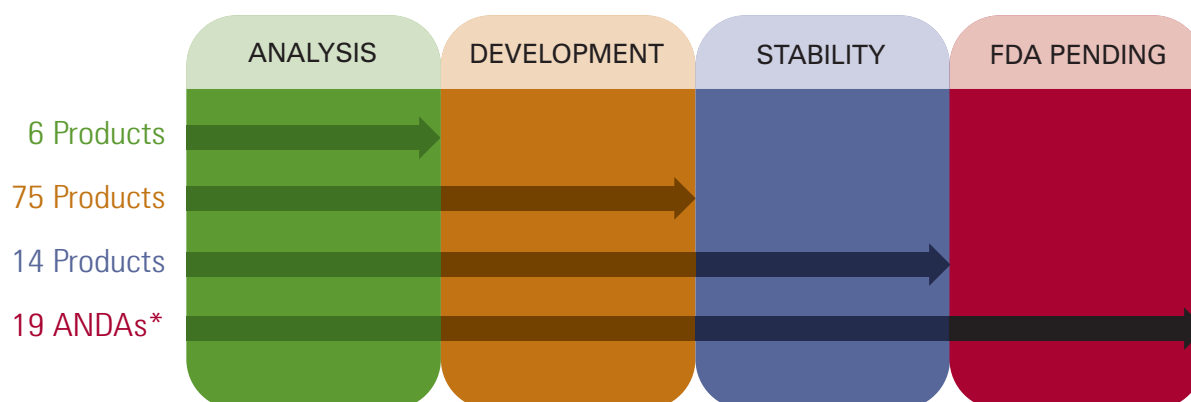 ANALYSIS DEVELOPMENT STABILITY FDA PENDING
6 Products
75 Products
14 Products
19 ANDAs*